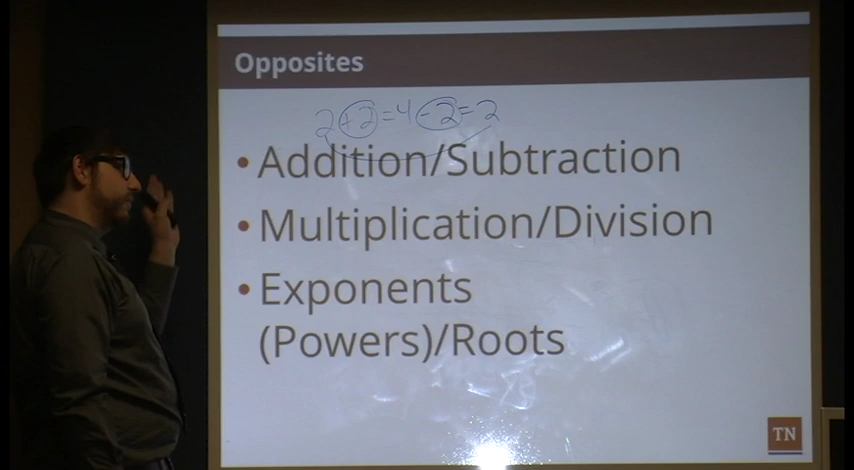 Opposites
2+2=4-2=2
• Addition/Subtraction
• Multiplication/Division
• Exponents
(Powers)/Roots
TN